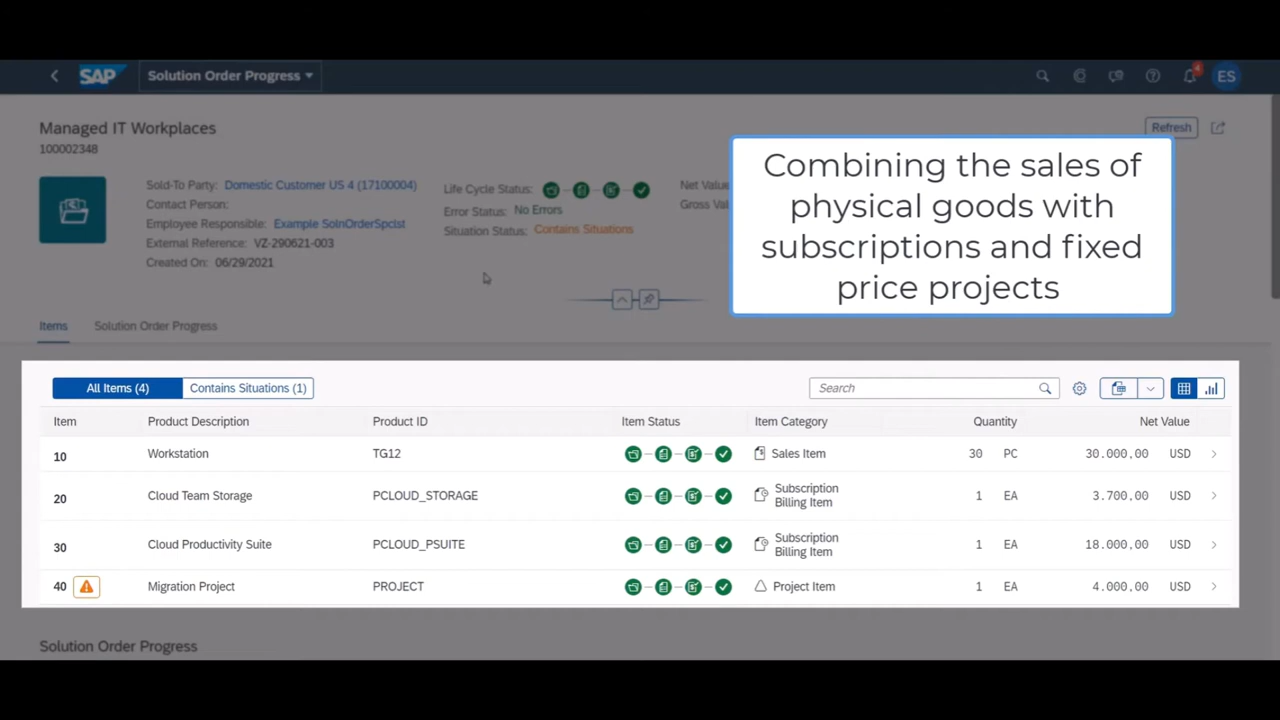 SAP Solution Order Progress
4 ES
Managed IT Workplaces
100002348
Refresh
Sold-To Party: Domestic Customer US 4 (17100004)
Contact Person:
Employee Responsible: Example SolnOrderSpclst
External Reference: VZ-290621-003
Created On: 06/29/2021
Life Cycle Status:
Error Status: No Errors
Situation Status: Contains Situations
Net Value
Gross Val
Combining the sales of
physical goods with
subscriptions and fixed
price projects
Items Solution Order Progress
All Items (4) Contains Situations (1) Search
Item Product Description Product ID Item Status Item Category Quantity Net Value
10 Workstation TG12 Sales Item 30 PC 30.000,00 USD
20 Cloud Team Storage PCLOUD_STORAGE Subscription Billing Item 1 EA 3.700,00 USD
30 Cloud Productivity Suite PCLOUD_PSUITE Subscription Billing Item 1 EA 18.000,00 USD
40 Migration Project PROJECT Project Item 1 EA 4.000,00 USD
Solution Order Progress